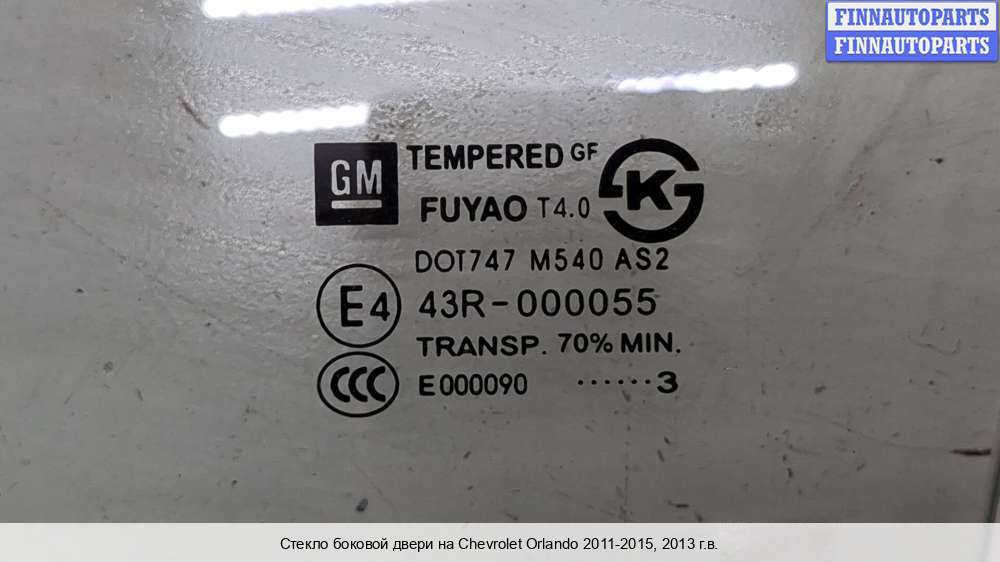 FINNAUTOPARTS
FINNAUTOPARTS
GM
TEMPERED GF
FUYAO T4.0
K
DOT747 M540 AS2
E4 43R-000055
TRANSP. 70% MIN.
CCC E000090 ······3
Стекло боковой двери на Chevrolet Orlando 2011-2015, 2013 г.в.